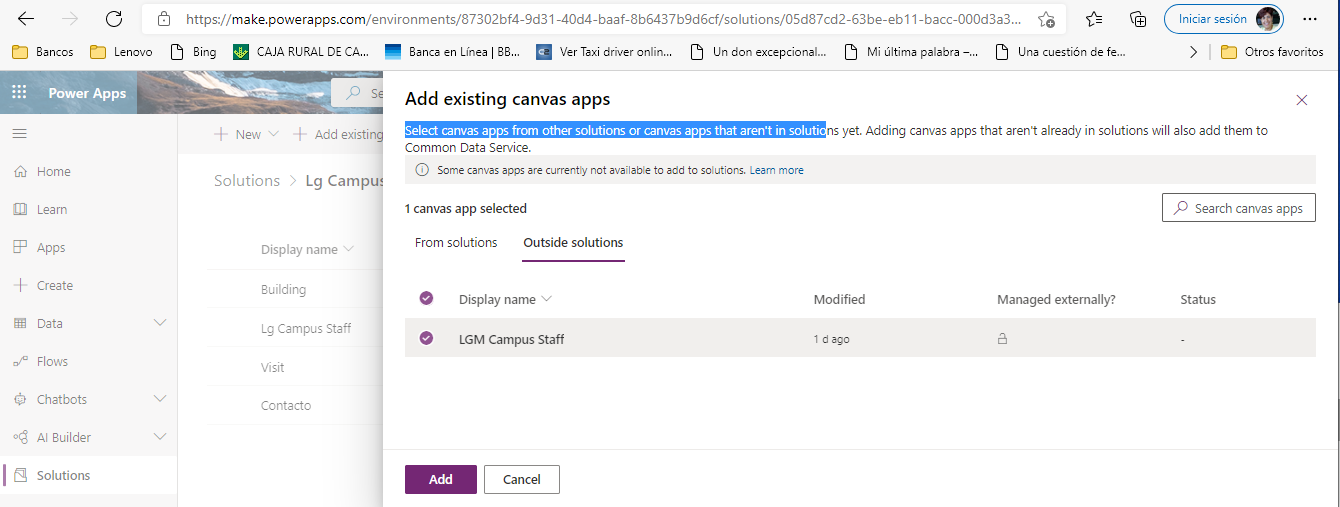 https://make.powerapps.com/environments/87302bf4-9d31-40d4-baaf-8b6437b9d6cf/solutions/05d87cd2-63be-eb11-bacc-000d3a3...
Iniciar sesión
Bancos
Lenovo
Bing
CAJA RURAL DE CA...
Banca en Línea | BB...
Ver Taxi driver onlin...
Un don excepcional...
Mi última palabra –...
Una cuestión de fe...
Otros favoritos
Power Apps
Se
New
Add existing
Solutions > Lg Campus
Display name
Building
Lg Campus Staff
Visit
Contacto
Home
Learn
Apps
Create
Data
Flows
Chatbots
AI Builder
Solutions
Add existing canvas apps
Select canvas apps from other solutions or canvas apps that aren't in solutions yet. Adding canvas apps that aren't already in solutions will also add them to
Common Data Service.
Some canvas apps are currently not available to add to solutions. Learn more
1 canvas app selected
Search canvas apps
From solutions
Outside solutions
Display name Modified Managed externally? Status
LGM Campus Staff 1 d ago -
Add
Cancel